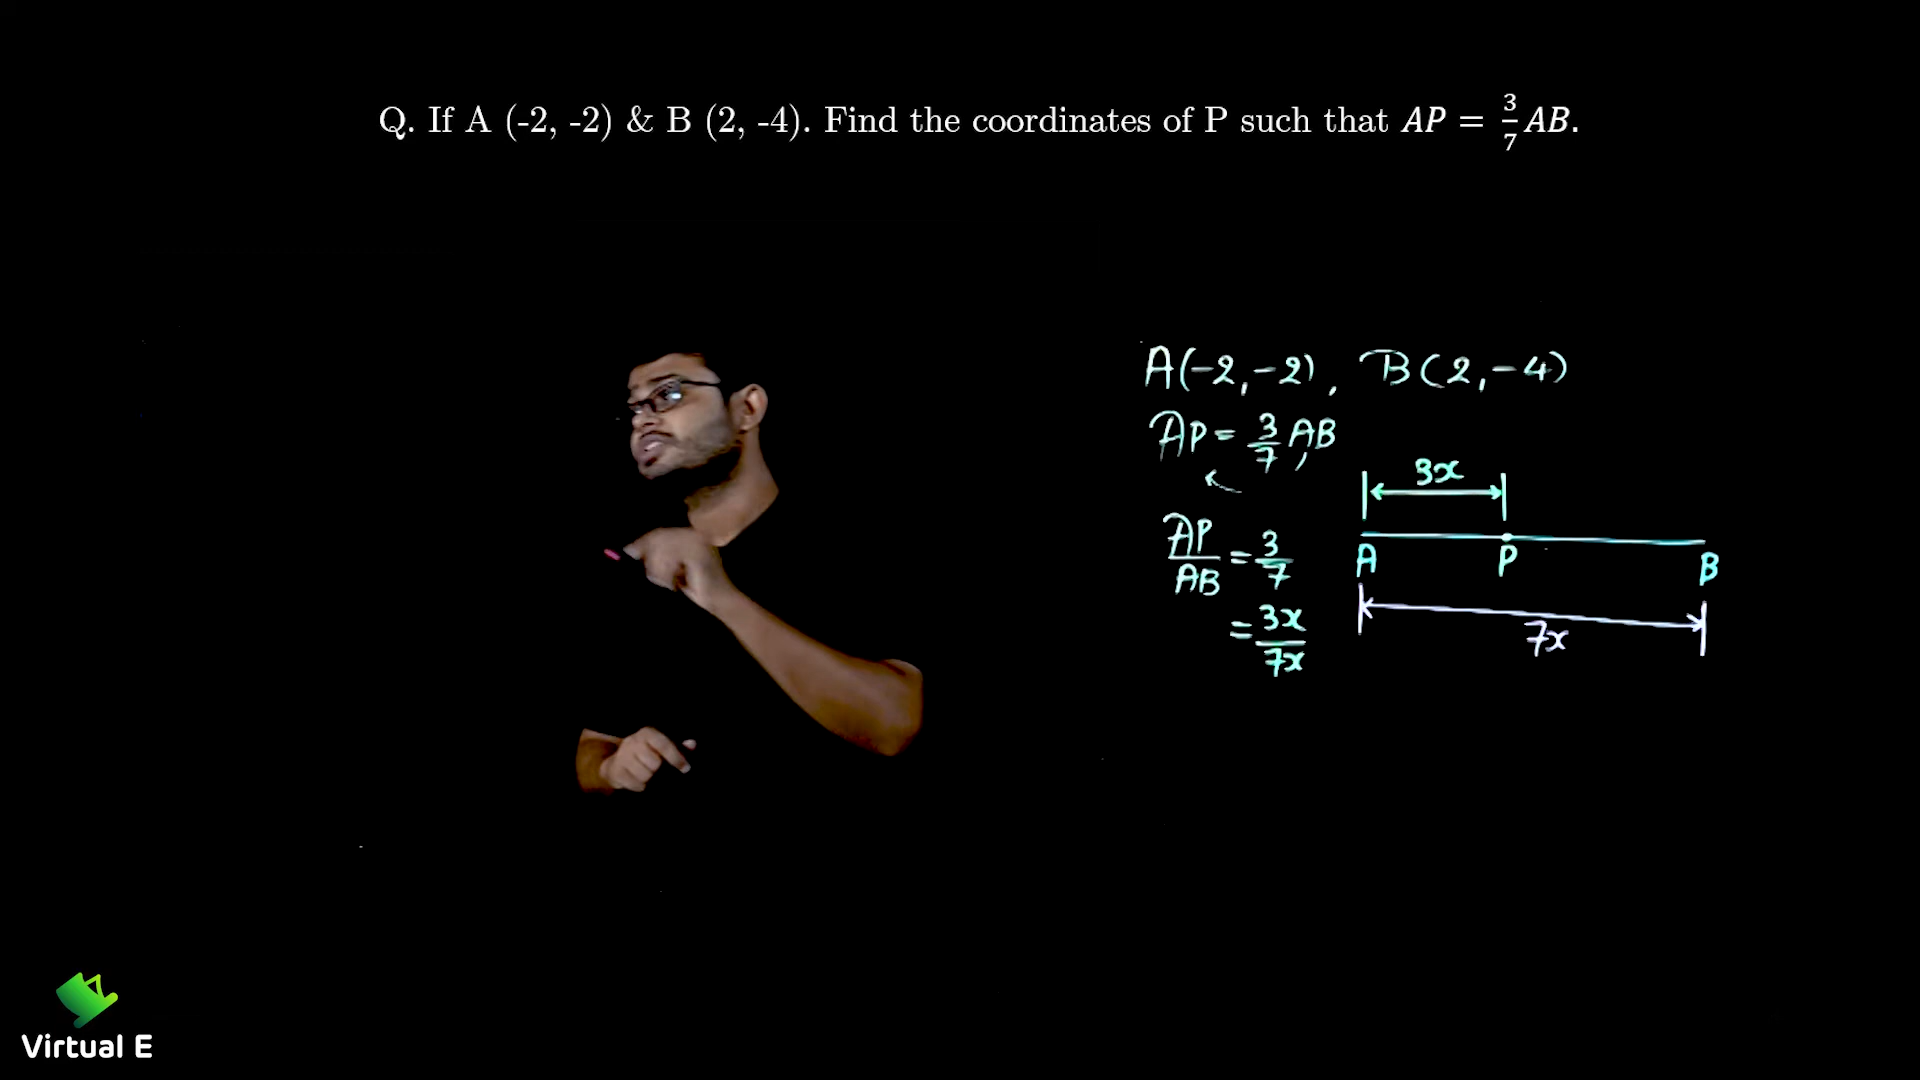 Q. If A (-2, -2) & B (2, -4). Find the coordinates of P such that AP = 3/7 AB.
A(-2,-2), B(2,-4)
AP = 3/7 AB,
3x
AP/AB = 3/7
A P B
= 3x/7x
7x
Virtual E